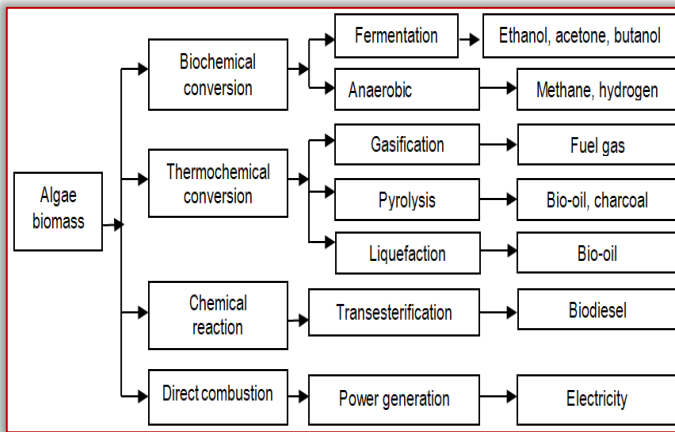 Fermentation
Ethanol, acetone, butanol
Biochemical
conversion
Anaerobic
Methane, hydrogen
Gasification
Fuel gas
Algae
biomass
Thermochemical
conversion
Pyrolysis
Bio-oil, charcoal
Liquefaction
Bio-oil
Chemical
reaction
Transesterification
Biodiesel
Direct combustion
Power generation
Electricity